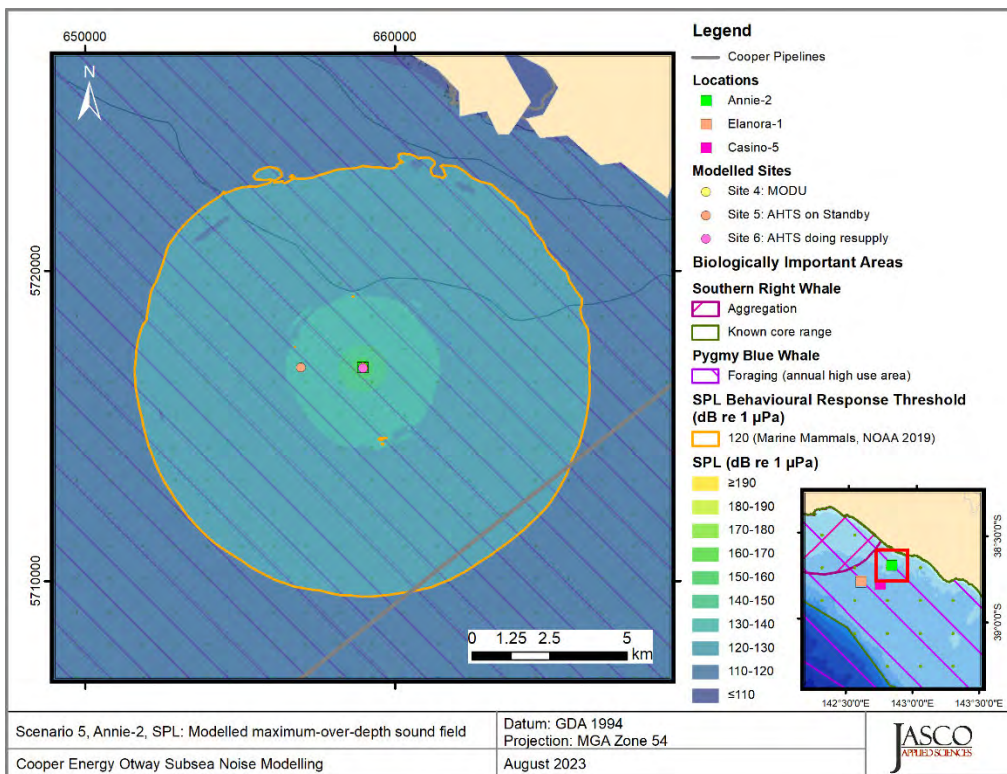 650000
660000
N
5720000
5710000
0 1.25 2.5 5
km
Legend
Cooper Pipelines
Locations
Annie-2
Elanora-1
Casino-5
Modelled Sites
Site 4: MODU
Site 5: AHTS on Standby
Site 6: AHTS doing resupply
Biologically Important Areas
Southern Right Whale
Aggregation
Known core range
Pygmy Blue Whale
Foraging (annual high use area)
SPL Behavioural Response Threshold
(dB re 1 µPa)
120 (Marine Mammals, NOAA 2019)
SPL (dB re 1 µPa)
≥190
180-190
170-180
160-170
150-160
140-150
130-140
120-130
110-120
≤110
38°30'0"S
39°0'0"S
142°30'0"E
143°0'0"E
143°30'0"E
Scenario 5, Annie-2, SPL: Modelled maximum-over-depth sound field
Datum: GDA 1994
Projection: MGA Zone 54
Cooper Energy Otway Subsea Noise Modelling
August 2023
JASCO
APPLIED SCIENCES